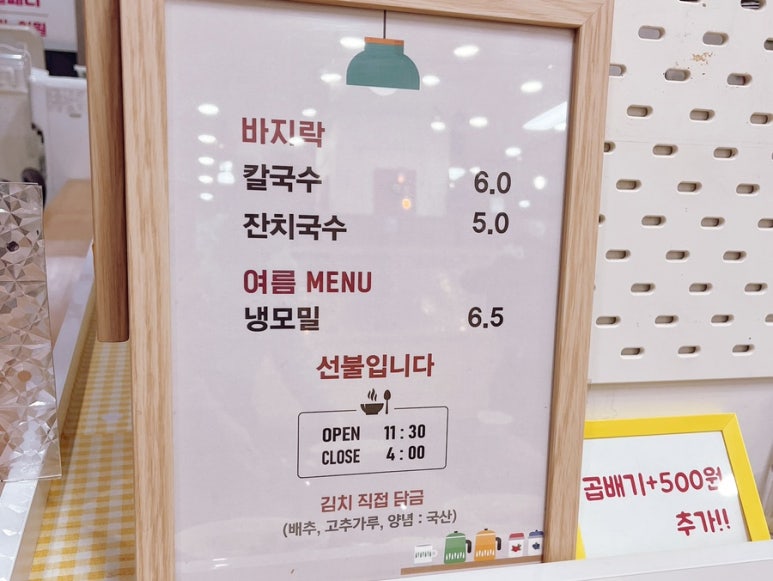 바지락
칼국수 6.0
잔치국수 5.0
여름 MENU
냉모밀 6.5
선불입니다
OPEN 11 : 30
CLOSE 4 : 00
김치 직접 담금
(배추, 고추가루, 양념 : 국산)
곱배기+500원
추가!!